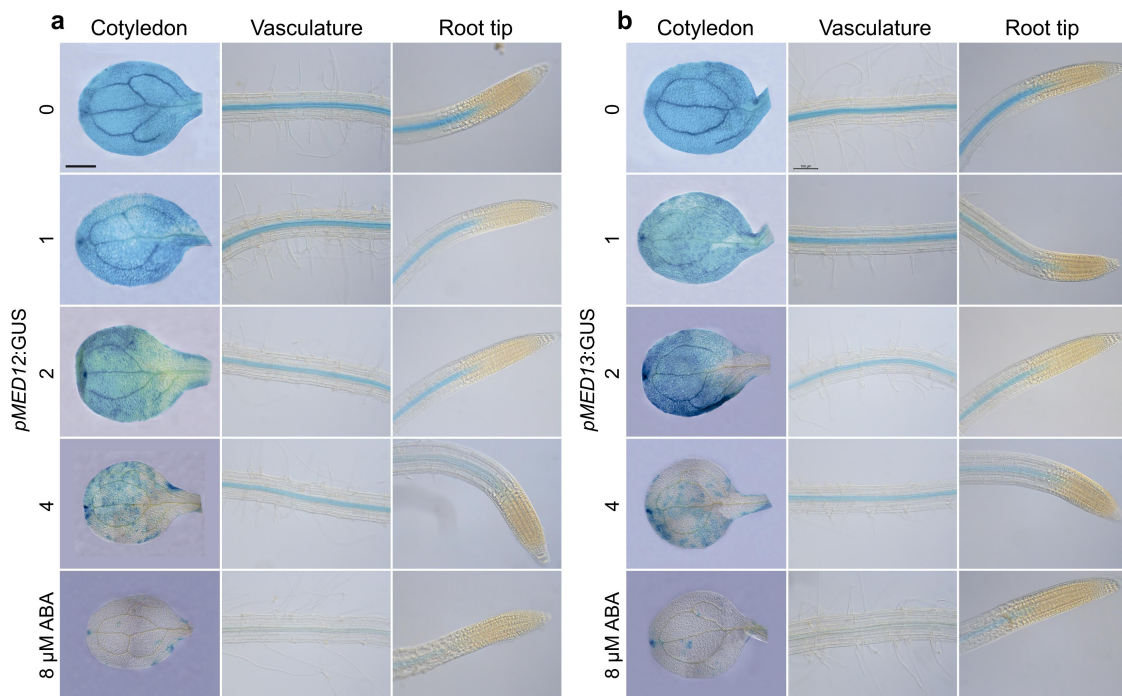 a
Cotyledon Vasculature Root tip
0
1
2
4
8 µM ABA
pMED12:GUS
b
Cotyledon Vasculature Root tip
0
1
2
4
8 µM ABA
pMED13:GUS